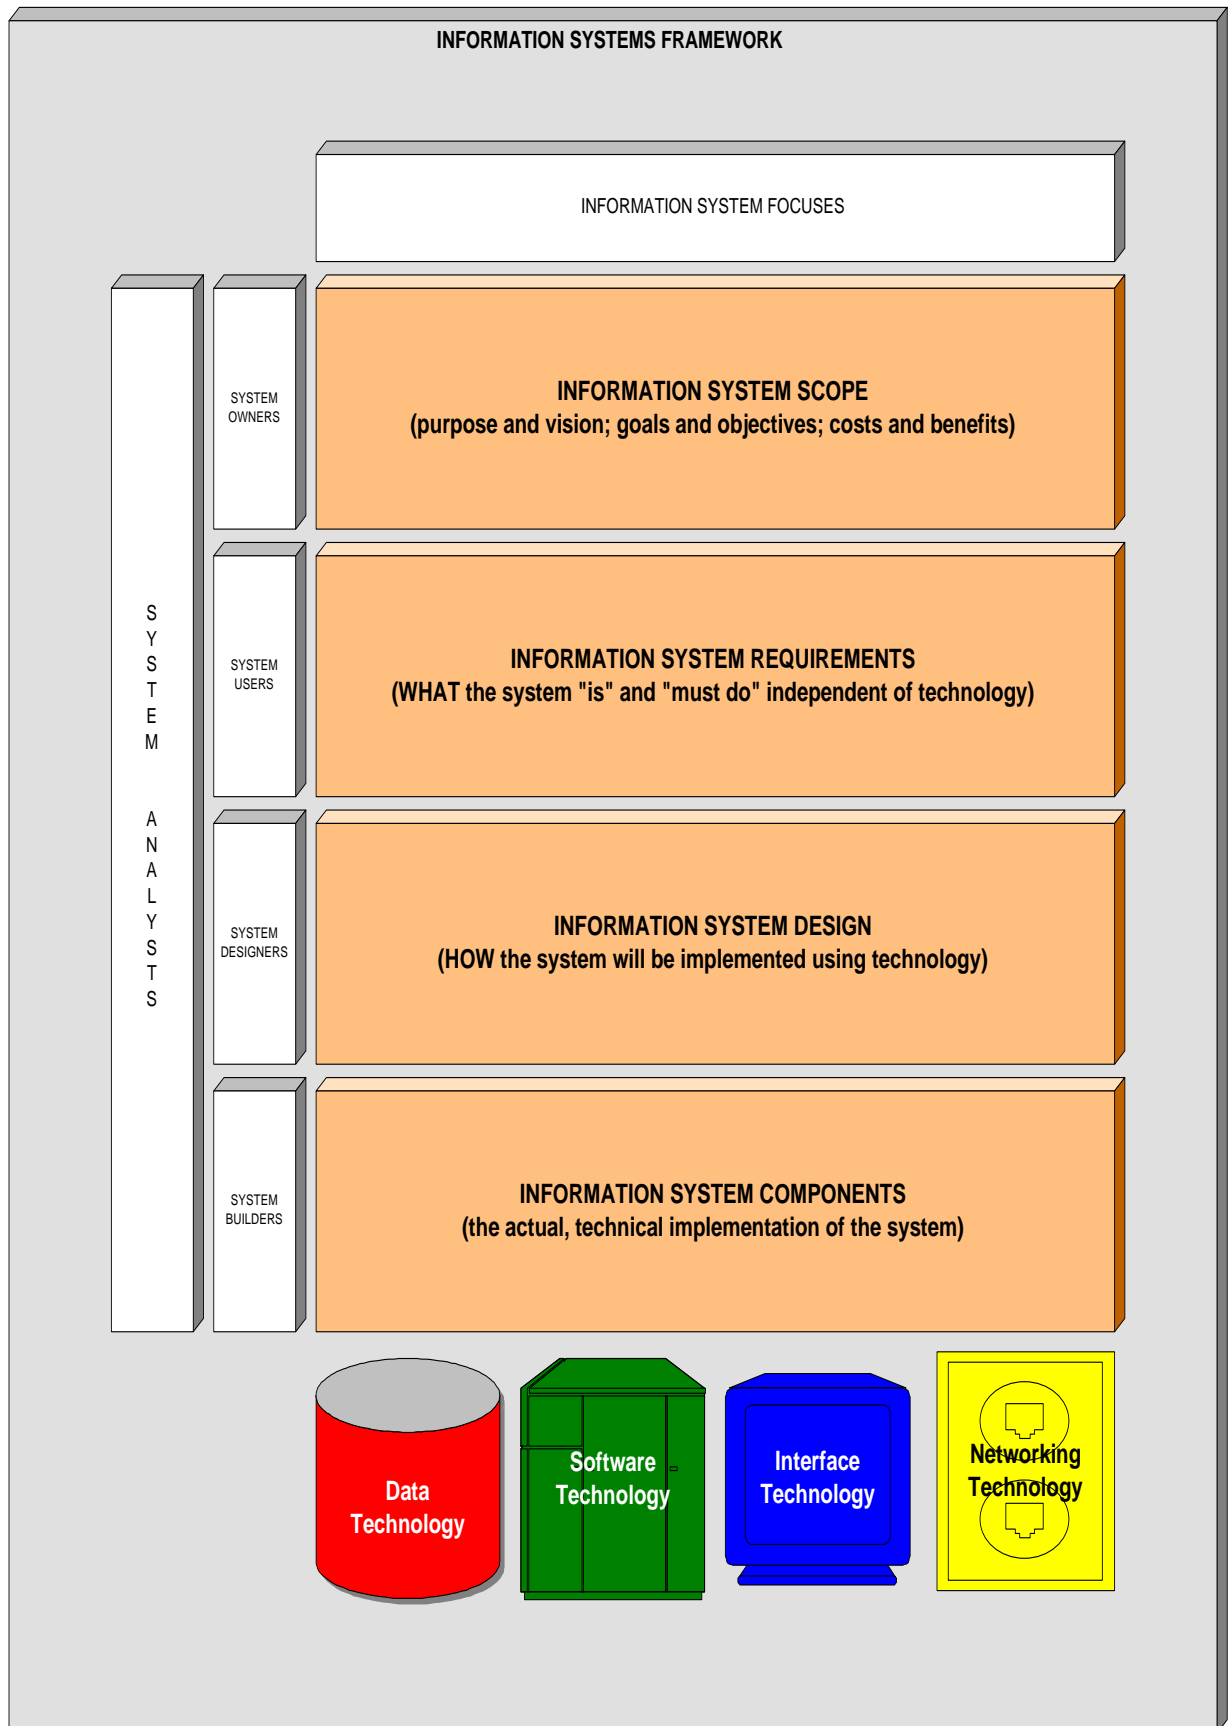 INFORMATION SYSTEMS FRAMEWORK
INFORMATION SYSTEM FOCUSES
SYSTEM ANALYSTS
SYSTEM
OWNERS
INFORMATION SYSTEM SCOPE
(purpose and vision; goals and objectives; costs and benefits)
SYSTEM
USERS
INFORMATION SYSTEM REQUIREMENTS
(WHAT the system "is" and "must do" independent of technology)
SYSTEM
DESIGNERS
INFORMATION SYSTEM DESIGN
(HOW the system will be implemented using technology)
SYSTEM
BUILDERS
INFORMATION SYSTEM COMPONENTS
(the actual, technical implementation of the system)
Data
Technology
Software
Technology
Interface
Technology
Networking
Technology